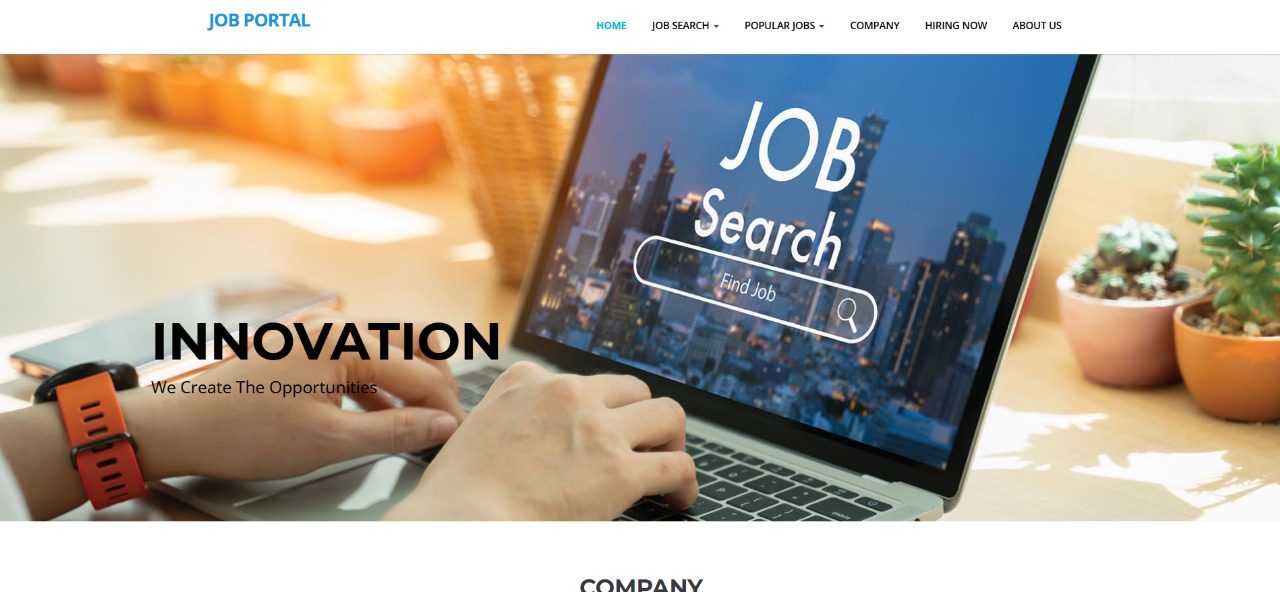 JOB PORTAL
HOME JOB SEARCH POPULAR JOBS COMPANY HIRING NOW ABOUT US
JOB
Search
Find Job
INNOVATION
We Create The Opportunities
COMPANY